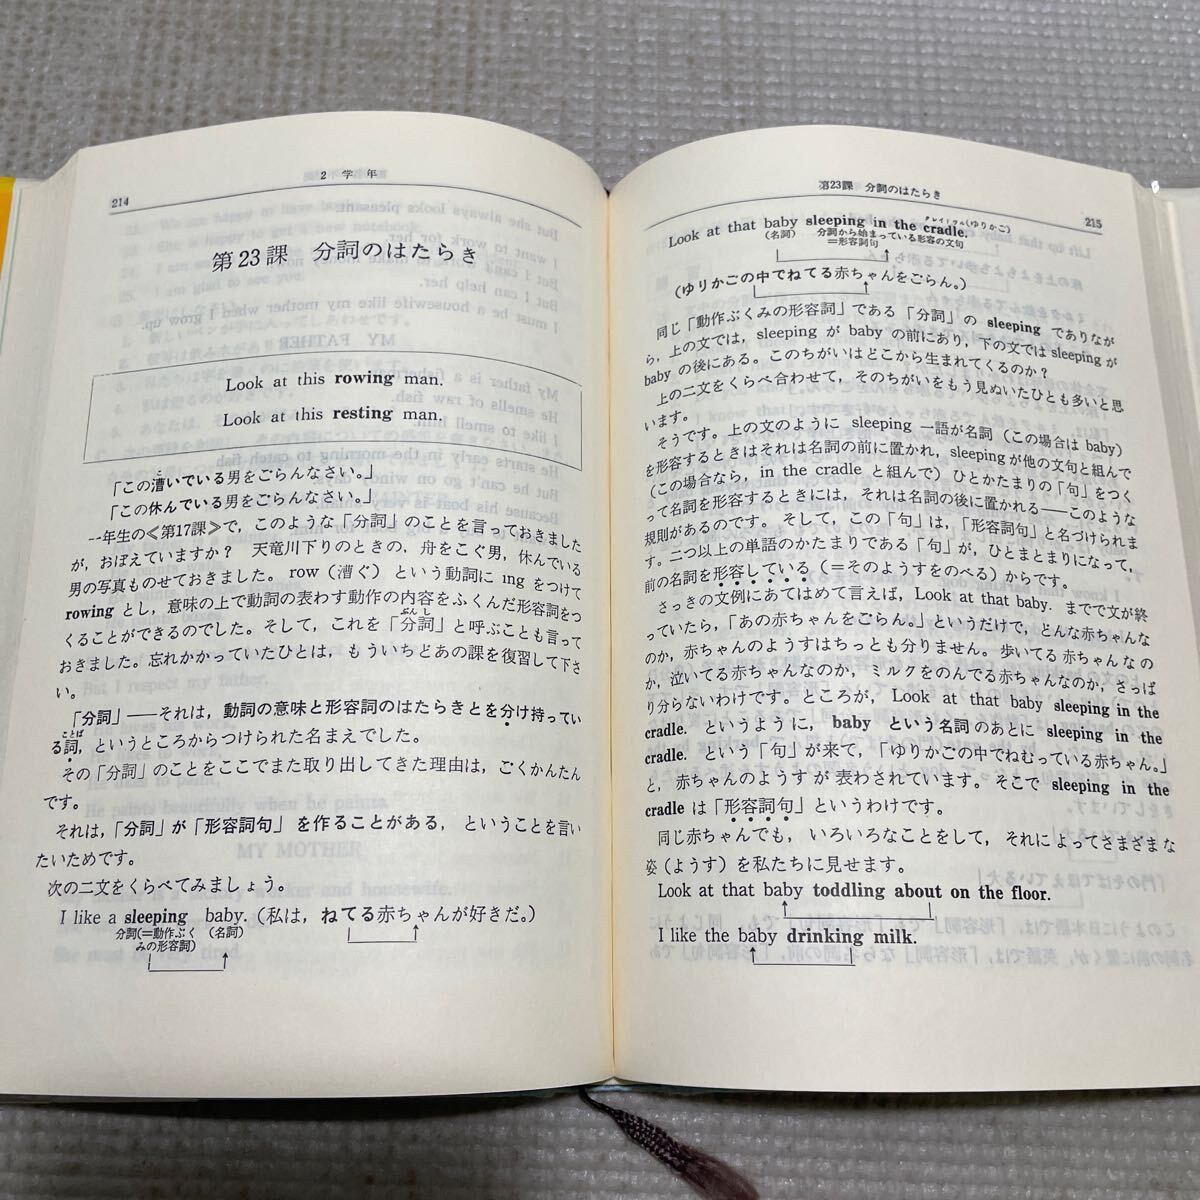 214
2 学 年
第23課 分詞のはたらき
Look at this rowing man.
Look at this resting man.
「この漕いでいる男をごらんなさい。」
「この休んでいる男をごらんなさい。」
一年生の≪第17課≫で，このような「分詞」のことを言っておきました
が，おぼえていますか？ 天竜川下りのときの，舟をこぐ男，休んでいる
男の写真ものせておきました。row（漕ぐ）という動詞に ing をつけて
rowing とし，意味の上で動詞の表わす動作の内容をふくんだ形容詞をつ
くることができるのでした。そして，これを「分詞」と呼ぶことも言って
おきました。忘れかかっていたひとは，もういちどあの課を復習して下さ
い。
「分詞」――それは，動詞の意味と形容詞のはたらきとを分け持ってい
る詞，というところからつけられた名まえでした。
その「分詞」のことをここでまた取り出してきた理由は，ごくかんたん
です。
それは，「分詞」が「形容詞句」を作ることがある，ということを言い
たいためです。
次の二文をくらべてみましょう。
I like a sleeping baby.（私は，ねてる赤ちゃんが好きだ。）
分詞(＝動作ぶく （名詞）
みの形容詞)
第23課 分詞のはたらき
215
クレイドゥル(ゆりかご)
Look at that baby sleeping in the cradle.
（名詞） 分詞から始まっている形容の文句
＝形容詞句
（ゆりかごの中でねてる赤ちゃんをごらん。）
同じ「動作ぶくみの形容詞」である「分詞」の sleeping でありなが
ら，上の文では，sleeping が baby の前にあり，下の文では sleeping が
baby の後にある。このちがいはどこから生まれてくるのか？
上の二文をくらべ合わせて，そのちがいをもう見ぬいたひとも多いと思
います。
そうです。上の文のように sleeping 一語が名詞（この場合は baby）
を形容するときはそれは名詞の前に置かれ，sleeping が他の文句と組んで
（この場合なら，in the cradle と組んで）ひとかたまりの「句」をつく
って名詞を形容するときには，それは名詞の後に置かれる――このような
規則があるのです。そして，この「句」は，「形容詞句」と名づけられま
す。二つ以上の単語のかたまりである「句」が，ひとまとまりになって，
前の名詞を形容している（＝そのようすをのべる）からです。
さっきの文例にあてはめて言えば，Look at that baby. までで文が終
っていたら，「あの赤ちゃんをごらん。」というだけで，どんな赤ちゃんな
のか，赤ちゃんのようすはちっとも分りません。歩いてる赤ちゃんなの
か，泣いてる赤ちゃんなのか，ミルクをのんでる赤ちゃんなのか，さっぱ
り分らないわけです。ところが，Look at that baby sleeping in the
cradle. というように，baby という名詞のあとに sleeping in the
cradle. という「句」が来て，「ゆりかごの中でねむっている赤ちゃん。」
と，赤ちゃんのようすが表わされています。そこで sleeping in the
cradle は「形容詞句」というわけです。
同じ赤ちゃんでも，いろいろなことをして，それによってさまざまな
姿（ようす）を私たちに見せます。
Look at that baby toddling about on the floor.
I like the baby drinking milk.